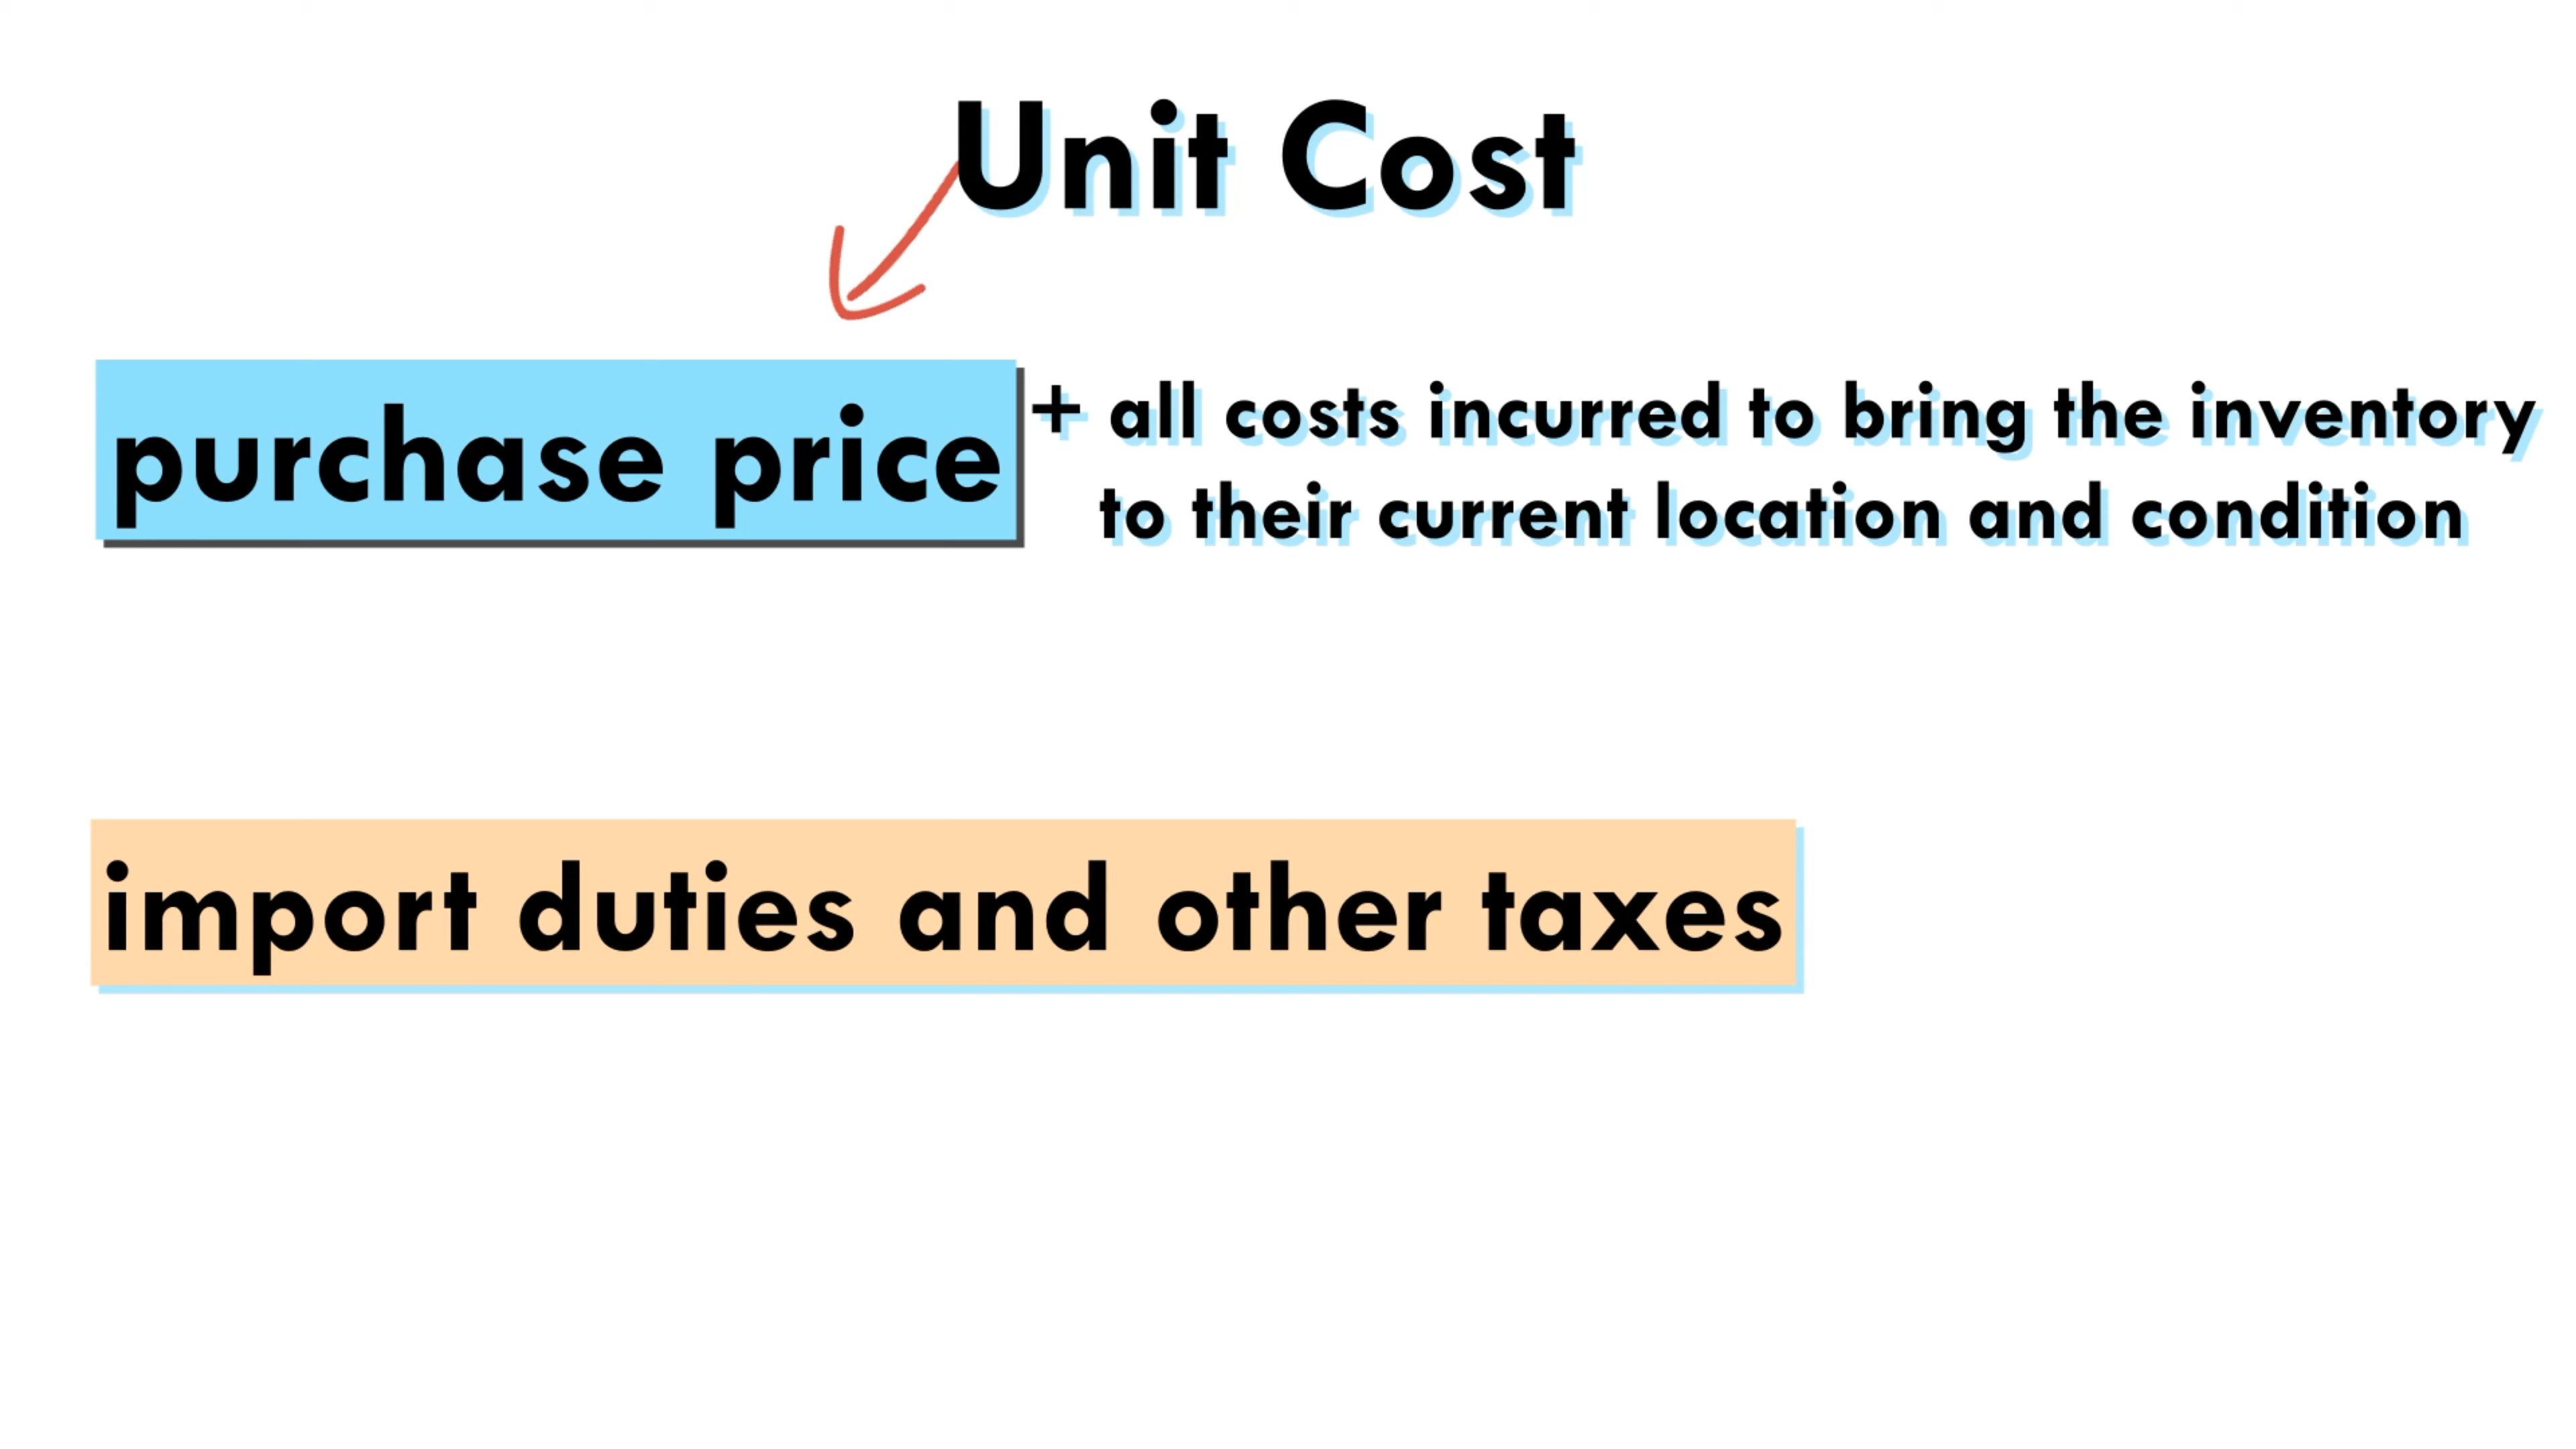 Unit Cost
purchase price
+ all costs incurred to bring the inventory
to their current location and condition
import duties and other taxes